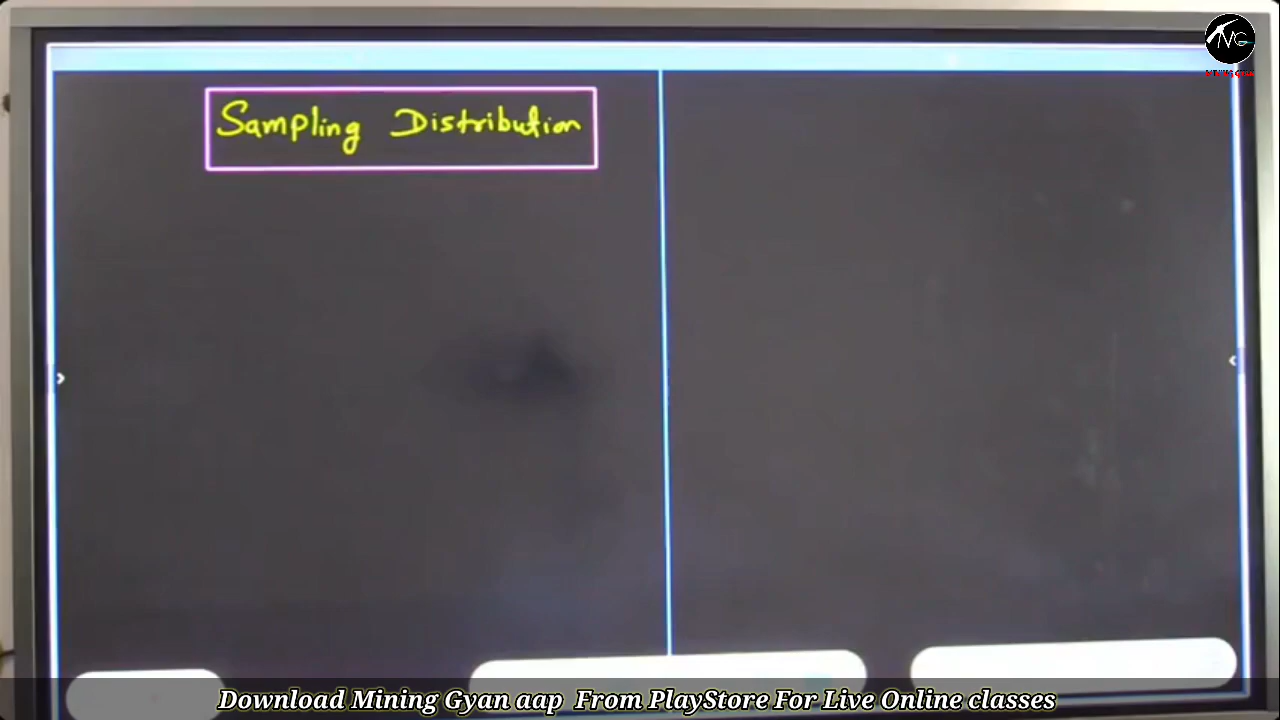 Sampling Distribution
Download Mining Gyan aap From PlayStore For Live Online classes